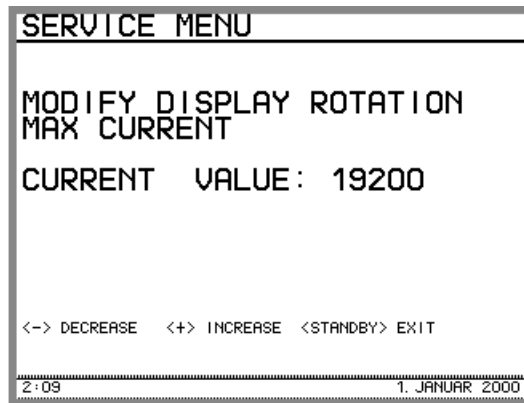 SERVICE MENU
MODIFY DISPLAY ROTATION
MAX CURRENT
CURRENT VALUE: 19200
<-> DECREASE <+> INCREASE <STANDBY> EXIT
2:09 1. JANUAR 2000